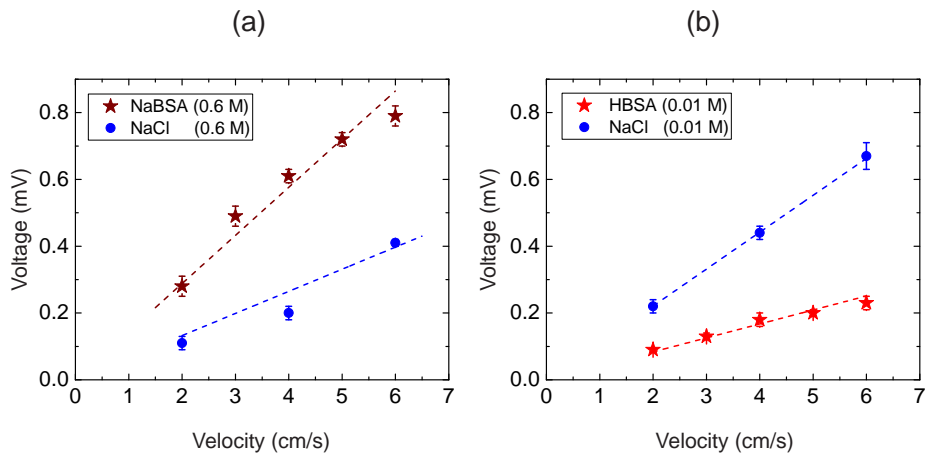 (a)
0.8
0.6
0.4
0.2
0.0
0 1 2 3 4 5 6 7
Voltage (mV)
Velocity (cm/s)
NaBSA (0.6 M)
NaCl (0.6 M)
(b)
0.8
0.6
0.4
0.2
0.0
0 1 2 3 4 5 6 7
Voltage (mV)
Velocity (cm/s)
HBSA (0.01 M)
NaCl (0.01 M)